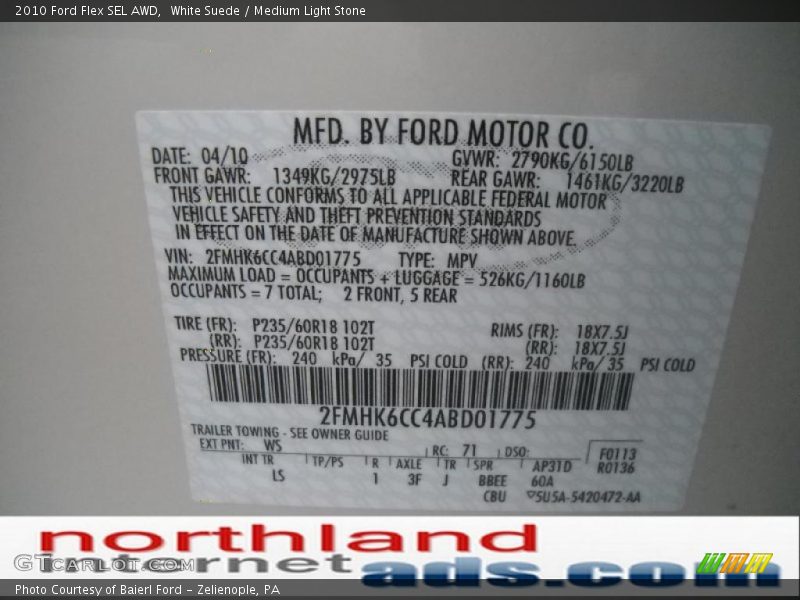 2010 Ford Flex SEL AWD,  White Suede / Medium Light Stone
MFD. BY FORD MOTOR CO.
DATE: 04/10 GVWR: 2790KG/6150LB
FRONT GAWR: 1349KG/2975LB REAR GAWR: 1461KG/3220LB
THIS VEHICLE CONFORMS TO ALL APPLICABLE FEDERAL MOTOR
VEHICLE SAFETY AND THEFT PREVENTION STANDARDS
IN EFFECT ON THE DATE OF MANUFACTURE SHOWN ABOVE.
VIN: 2FMHK6CC4ABD01775 TYPE: MPV
MAXIMUM LOAD = OCCUPANTS + LUGGAGE = 526KG/1160LB
OCCUPANTS = 7 TOTAL; 2 FRONT, 5 REAR
TIRE (FR): P235/60R18 102T RIMS (FR): 18X7.5J
(RR): P235/60R18 102T (RR): 18X7.5J
PRESSURE (FR): 240 kPa/ 35 PSI COLD (RR): 240 kPa/ 35 PSI COLD
2FMHK6CC4ABD01775
TRAILER TOWING - SEE OWNER GUIDE
EXT PNT: WS RC: 71 DSO: F0113
INT TR TP/PS R AXLE TR SPR AP31D R0136
LS 1 3F J BBEE 60A
CBU 5U5A-5420472-AA
northland
internet
ads.com
GTCARLOT.COM
Photo Courtesy of Baierl Ford - Zelienople, PA